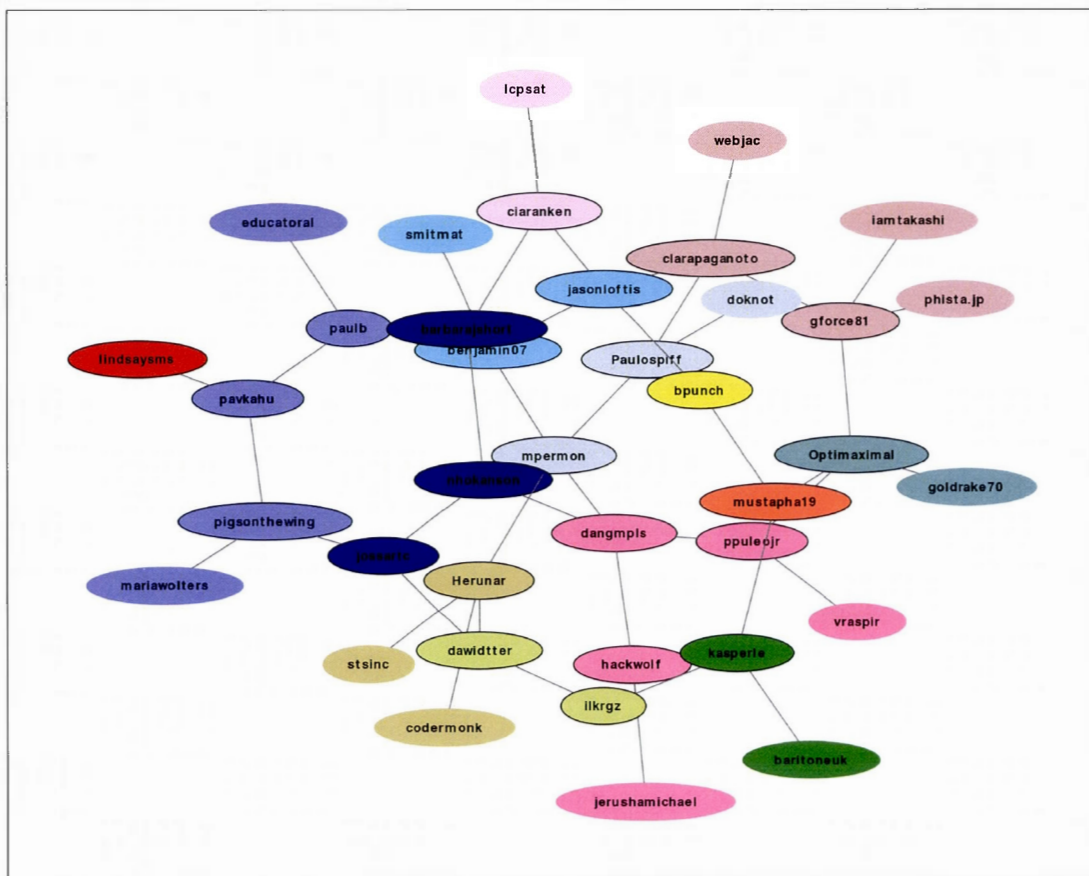 lcpsat
webjac
ciaranken
educatoral
iamtakashi
smitmat
clarapaganoto
jasonloftis
phista.jp
doknot
gforce81
paulb
benjamin07
lindsaysms
Paulospiff
bpunch
pavkahu
mpermon
Optimaximal
hhokanson
goldrake70
mustapha19
pigsonthewing
dangmpls
ppuleojr
Herunar
mariawolters
vraspir
dawidtter
kasperle
stsinc
hackwolf
ilkrgz
codermonk
baritoneuk
jerushamichael